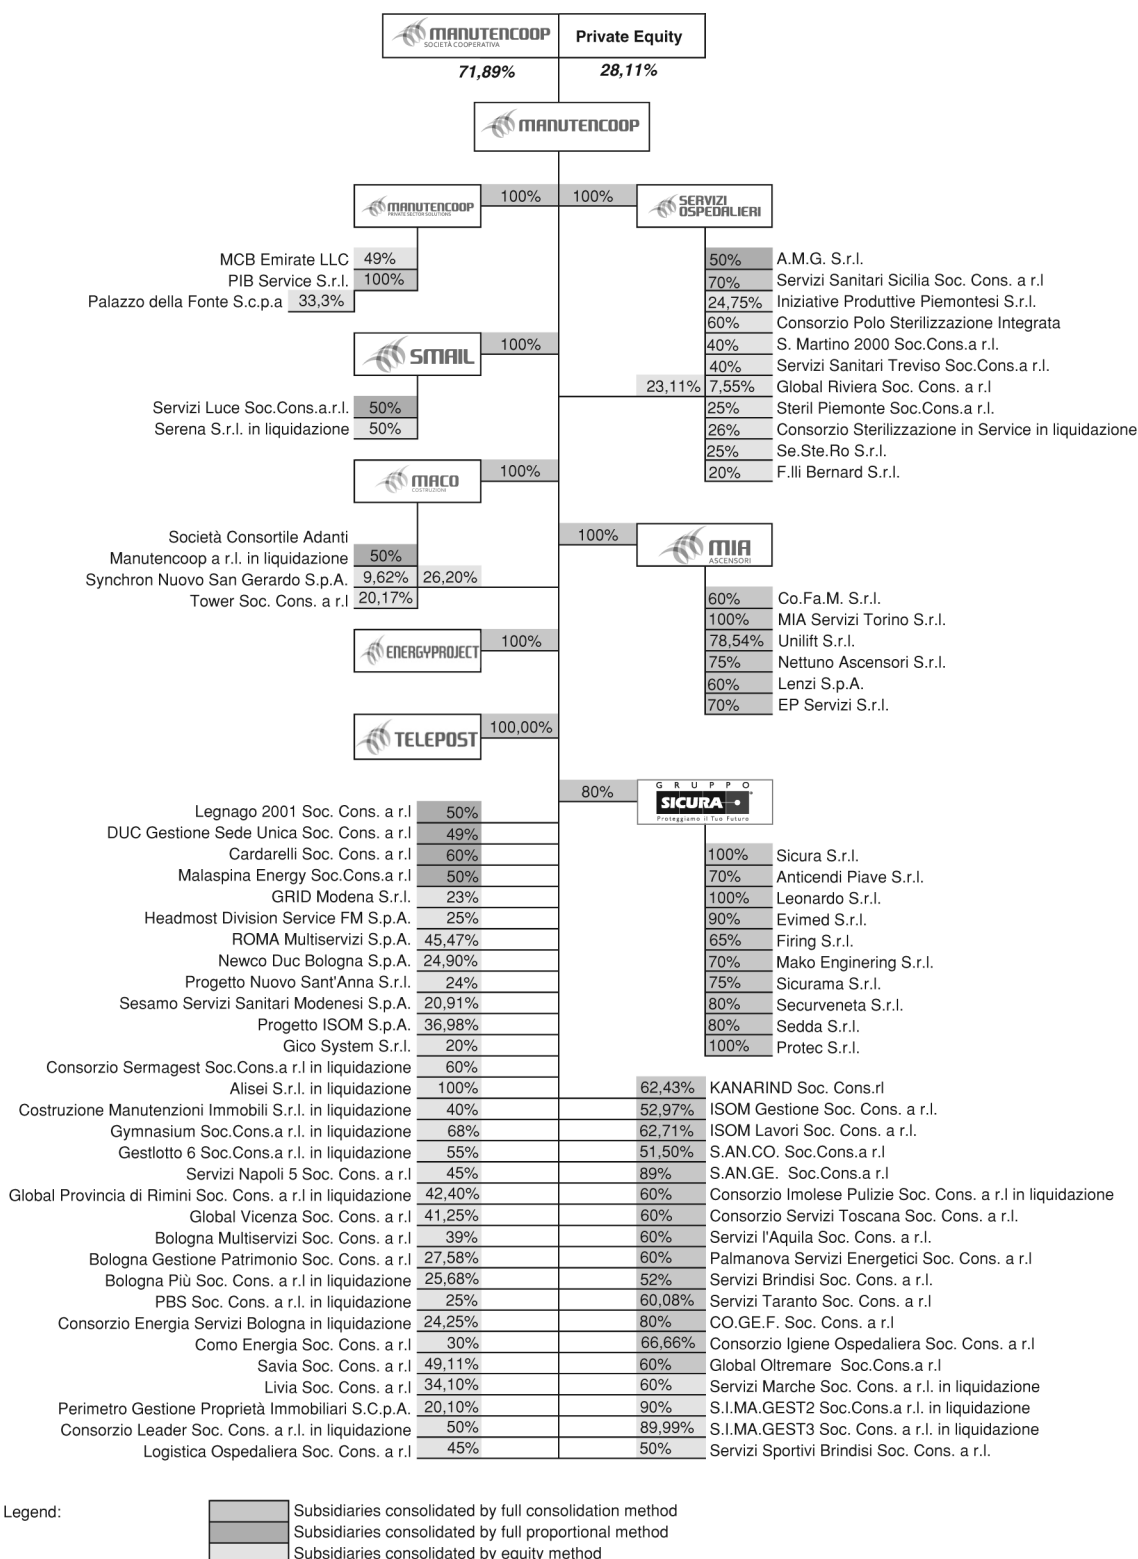 MANUTENCOOP
SOCIETÀ COOPERATIVA
Private Equity
71,89%
28,11%
MANUTENCOOP
MANUTENCOOP
PRIVATE SECTOR SOLUTIONS
100%
100%
SERVIZI
OSPEDALIERI
MCB Emirate LLC 49%
PIB Service S.r.l. 100%
Palazzo della Fonte S.c.p.a 33,3%
50% A.M.G. S.r.l.
70% Servizi Sanitari Sicilia Soc. Cons. a r.l
24,75% Iniziative Produttive Piemontesi S.r.l.
60% Consorzio Polo Sterilizzazione Integrata
40% S. Martino 2000 Soc.Cons.a r.l.
40% Servizi Sanitari Treviso Soc.Cons.a r.l.
23,11% 7,55% Global Riviera Soc. Cons. a r.l
25% Steril Piemonte Soc.Cons.a r.l.
26% Consorzio Sterilizzazione in Service in liquidazione
25% Se.Ste.Ro S.r.l.
20% F.lli Bernard S.r.l.
SMAIL
100%
Servizi Luce Soc.Cons.a.r.l. 50%
Serena S.r.l. in liquidazione 50%
MACO
COSTRUZIONI
100%
Società Consortile Adanti
Manutencoop a r.l. in liquidazione 50%
Synchron Nuovo San Gerardo S.p.A. 9,62% 26,20%
Tower Soc. Cons. a r.l 20,17%
100%
MIA
ASCENSORI
60% Co.Fa.M. S.r.l.
100% MIA Servizi Torino S.r.l.
78,54% Unilift S.r.l.
75% Nettuno Ascensori S.r.l.
60% Lenzi S.p.A.
70% EP Servizi S.r.l.
ENERGYPROJECT
100%
TELEPOST
100,00%
80%
GRUPPO
SICURA
Proteggiamo il Tuo Futuro
100% Sicura S.r.l.
70% Anticendi Piave S.r.l.
100% Leonardo S.r.l.
90% Evimed S.r.l.
65% Firing S.r.l.
70% Mako Enginering S.r.l.
75% Sicurama S.r.l.
80% Securveneta S.r.l.
80% Sedda S.r.l.
100% Protec S.r.l.
Legnago 2001 Soc. Cons. a r.l 50%
DUC Gestione Sede Unica Soc. Cons. a r.l 49%
Cardarelli Soc. Cons. a r.l 60%
Malaspina Energy Soc.Cons.a r.l 50%
GRID Modena S.r.l. 23%
Headmost Division Service FM S.p.A. 25%
ROMA Multiservizi S.p.A. 45,47%
Newco Duc Bologna S.p.A. 24,90%
Progetto Nuovo Sant'Anna S.r.l. 24%
Sesamo Servizi Sanitari Modenesi S.p.A. 20,91%
Progetto ISOM S.p.A. 36,98%
Gico System S.r.l. 20%
Consorzio Sermagest Soc.Cons.a r.l in liquidazione 60%
Alisei S.r.l. in liquidazione 100%
Costruzione Manutenzioni Immobili S.r.l. in liquidazione 40%
Gymnasium Soc.Cons.a r.l. in liquidazione 68%
Gestlotto 6 Soc.Cons.a r.l. in liquidazione 55%
Servizi Napoli 5 Soc. Cons. a r.l 45%
Global Provincia di Rimini Soc. Cons. a r.l in liquidazione 42,40%
Global Vicenza Soc. Cons. a r.l 41,25%
Bologna Multiservizi Soc. Cons. a r.l 39%
Bologna Gestione Patrimonio Soc. Cons. a r.l 27,58%
Bologna Più Soc. Cons. a r.l in liquidazione 25,68%
PBS Soc. Cons. a r.l. in liquidazione 25%
Consorzio Energia Servizi Bologna in liquidazione 24,25%
Como Energia Soc. Cons. a r.l 30%
Savia Soc. Cons. a r.l 49,11%
Livia Soc. Cons. a r.l 34,10%
Perimetro Gestione Proprietà Immobiliari S.C.p.A. 20,10%
Consorzio Leader Soc. Cons. a r.l. in liquidazione 50%
Logistica Ospedaliera Soc. Cons. a r.l 45%
62,43% KANARIND Soc. Cons.rl
52,97% ISOM Gestione Soc. Cons. a r.l.
62,71% ISOM Lavori Soc. Cons. a r.l.
51,50% S.AN.CO. Soc.Cons.a r.l
89% S.AN.GE. Soc.Cons.a r.l
60% Consorzio Imolese Pulizie Soc. Cons. a r.l in liquidazione
60% Consorzio Servizi Toscana Soc. Cons. a r.l.
60% Servizi l'Aquila Soc. Cons. a r.l.
60% Palmanova Servizi Energetici Soc. Cons. a r.l
52% Servizi Brindisi Soc. Cons. a r.l.
60,08% Servizi Taranto Soc. Cons. a r.l
80% CO.GE.F. Soc. Cons. a r.l
66,66% Consorzio Igiene Ospedaliera Soc. Cons. a r.l
60% Global Oltremare Soc.Cons.a r.l
60% Servizi Marche Soc. Cons. a r.l. in liquidazione
90% S.I.MA.GEST2 Soc.Cons.a r.l. in liquidazione
89,99% S.I.MA.GEST3 Soc. Cons. a r.l. in liquidazione
50% Servizi Sportivi Brindisi Soc. Cons. a r.l.
Legend:
Subsidiaries consolidated by full consolidation method
Subsidiaries consolidated by full proportional method
Subsidiaries consolidated by equity method